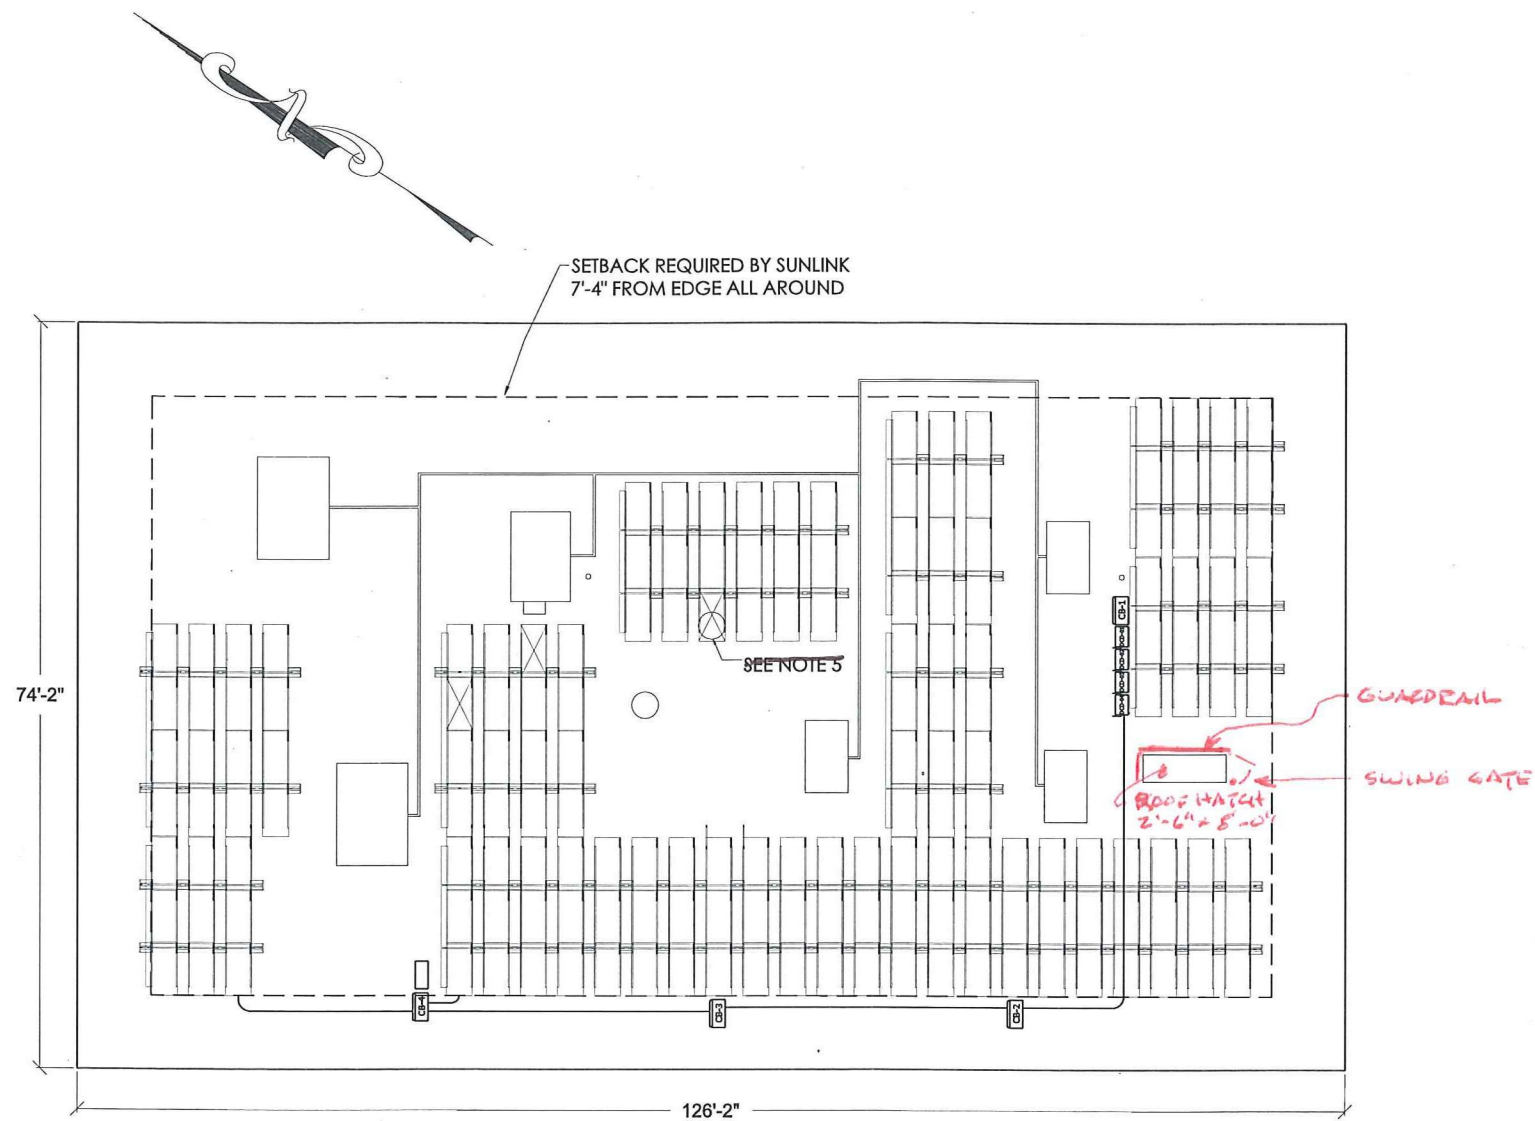 SETBACK REQUIRED BY SUNLINK
7'-4" FROM EDGE ALL AROUND
SEE NOTE 5
74'-2"
CB-1
GUARDRAIL
SWING GATE
ROOF HATCH
2'-6" x 8'-0"
CB-4
CB-3
CB-2
126'-2"